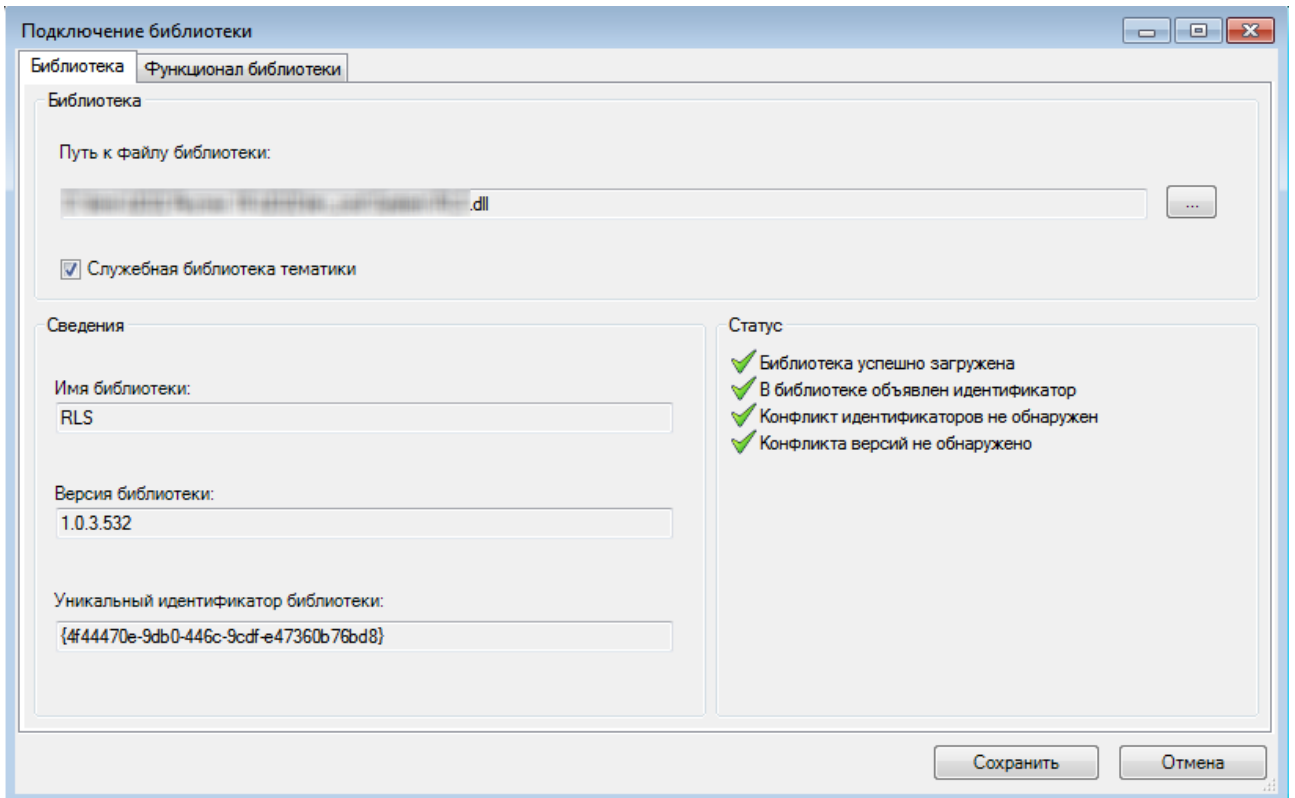 Подключение библиотеки
Библиотека Функционал библиотеки
Библиотека
Путь к файлу библиотеки:
.dll ...
Служебная библиотека тематики
Сведения
Имя библиотеки:
RLS
Версия библиотеки:
1.0.3.532
Уникальный идентификатор библиотеки:
{4f44470e-9db0-446c-9cdf-e47360b76bd8}
Статус
Библиотека успешно загружена
В библиотеке объявлен идентификатор
Конфликт идентификаторов не обнаружен
Конфликта версий не обнаружено
Сохранить Отмена